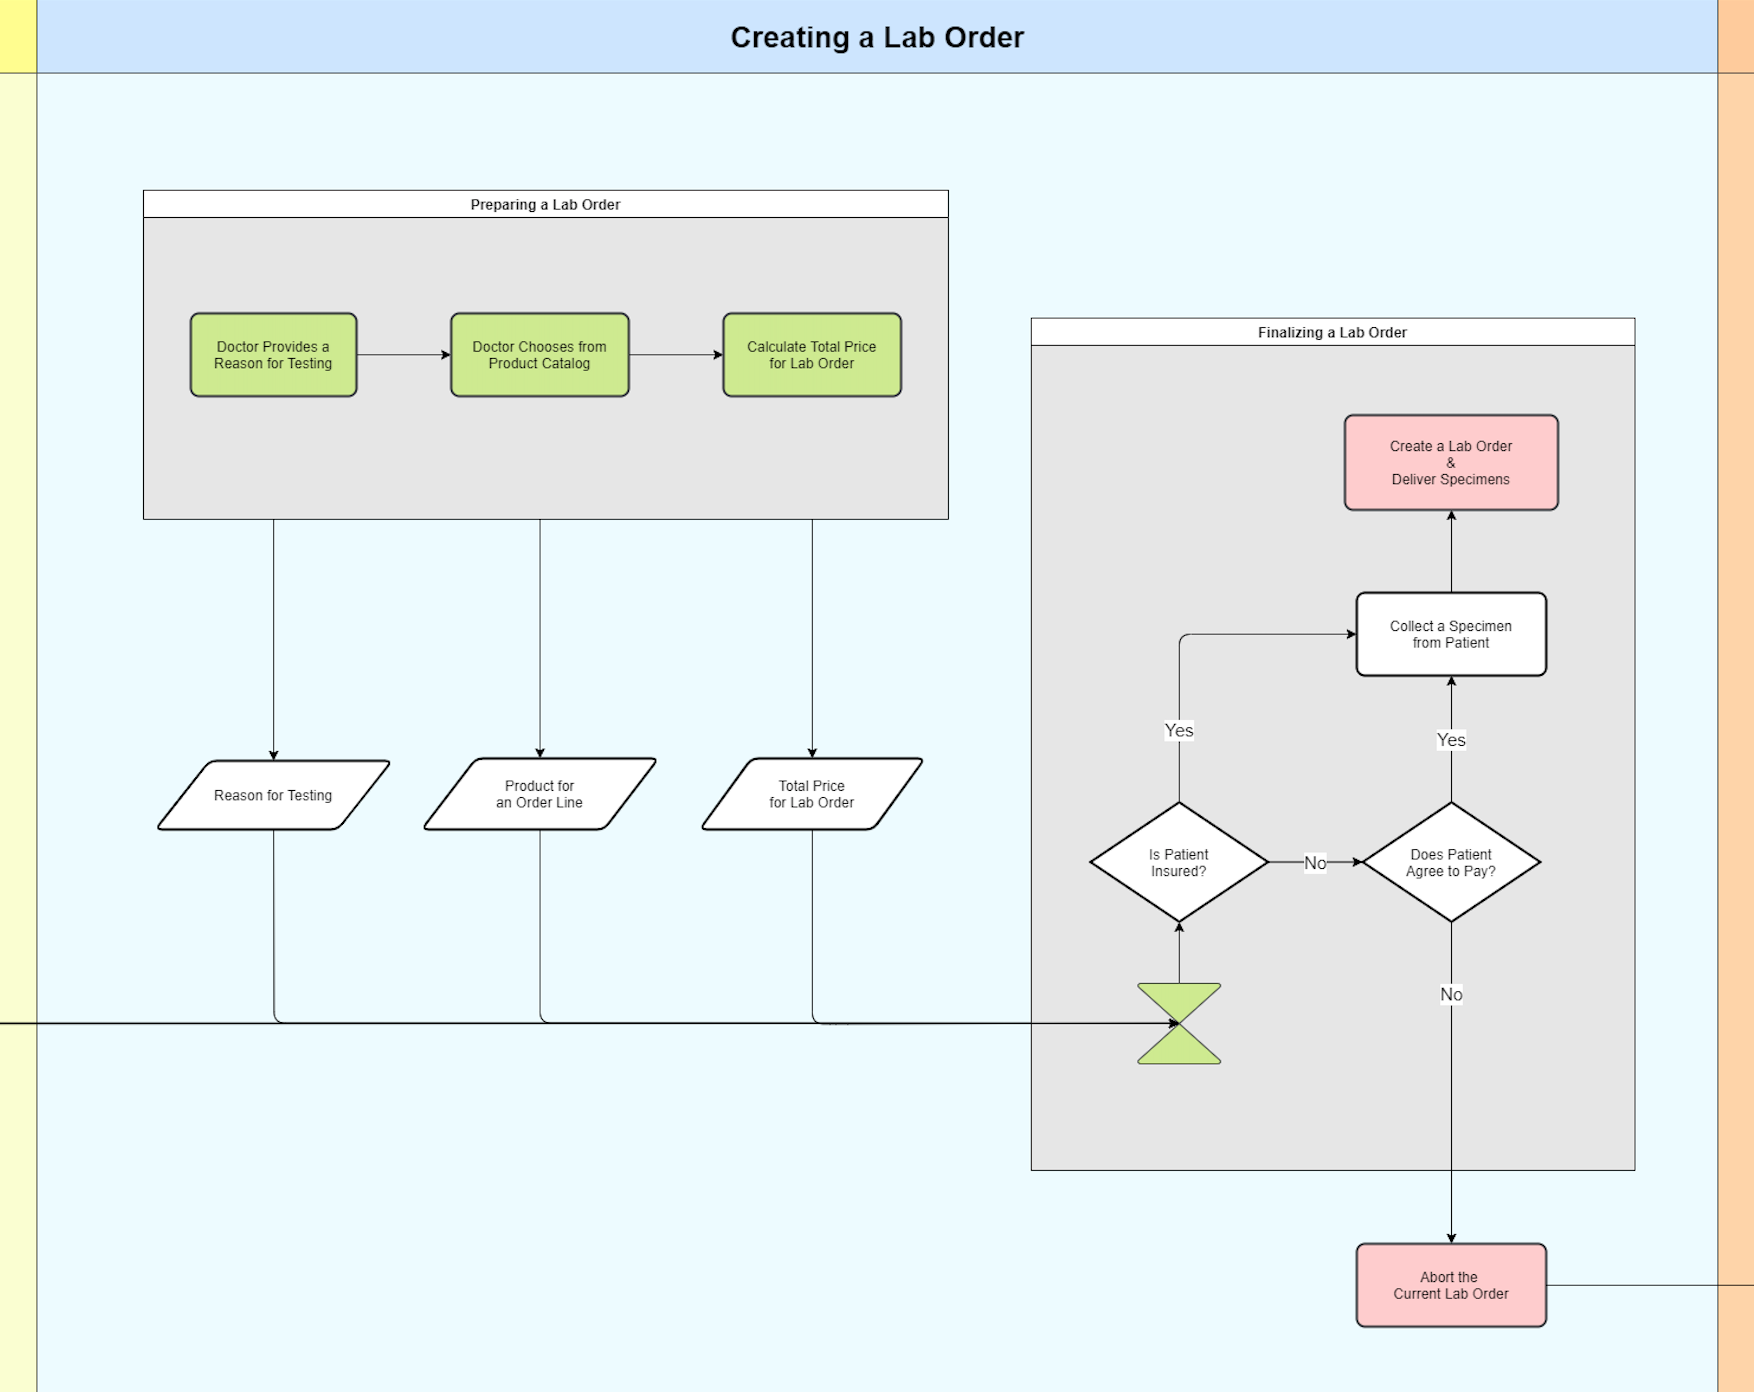 Creating a Lab Order
Preparing a Lab Order
Doctor Provides a
Reason for Testing
Doctor Chooses from
Product Catalog
Calculate Total Price
for Lab Order
Reason for Testing
Product for
an Order Line
Total Price
for Lab Order
Finalizing a Lab Order
Create a Lab Order
&
Deliver Specimens
Collect a Specimen
from Patient
Yes
Yes
Is Patient
Insured?
No
Does Patient
Agree to Pay?
No
Abort the
Current Lab Order